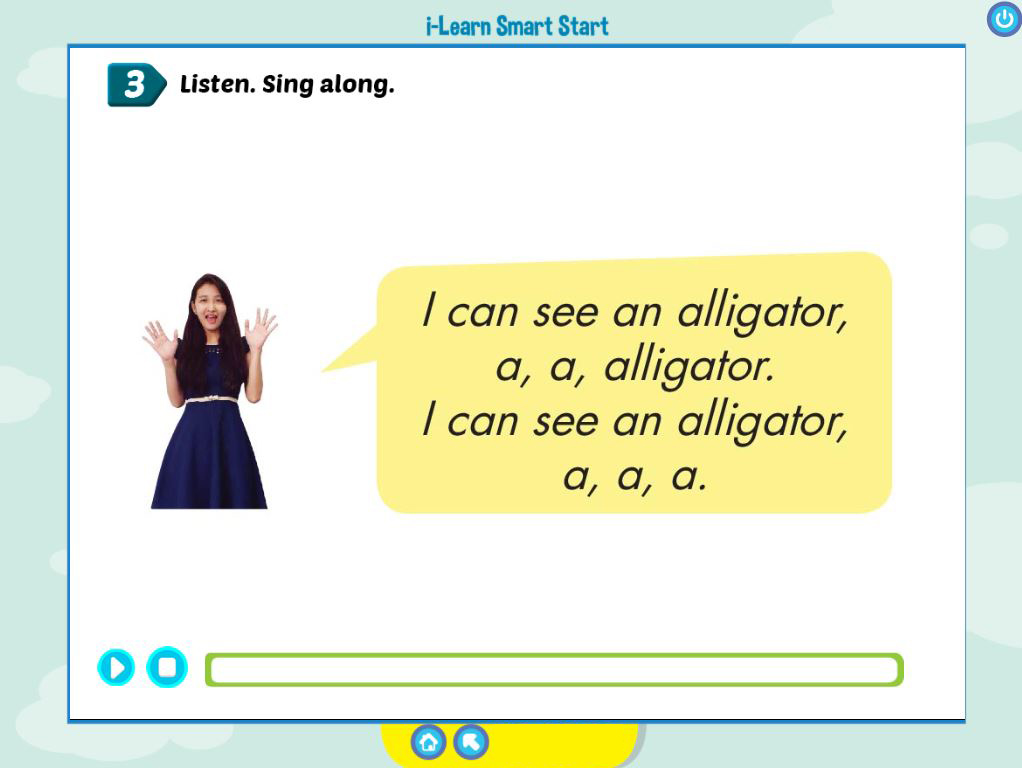 i-Learn Smart Start
3 Listen. Sing along.
I can see an alligator,
a, a, alligator.
I can see an alligator,
a, a, a.